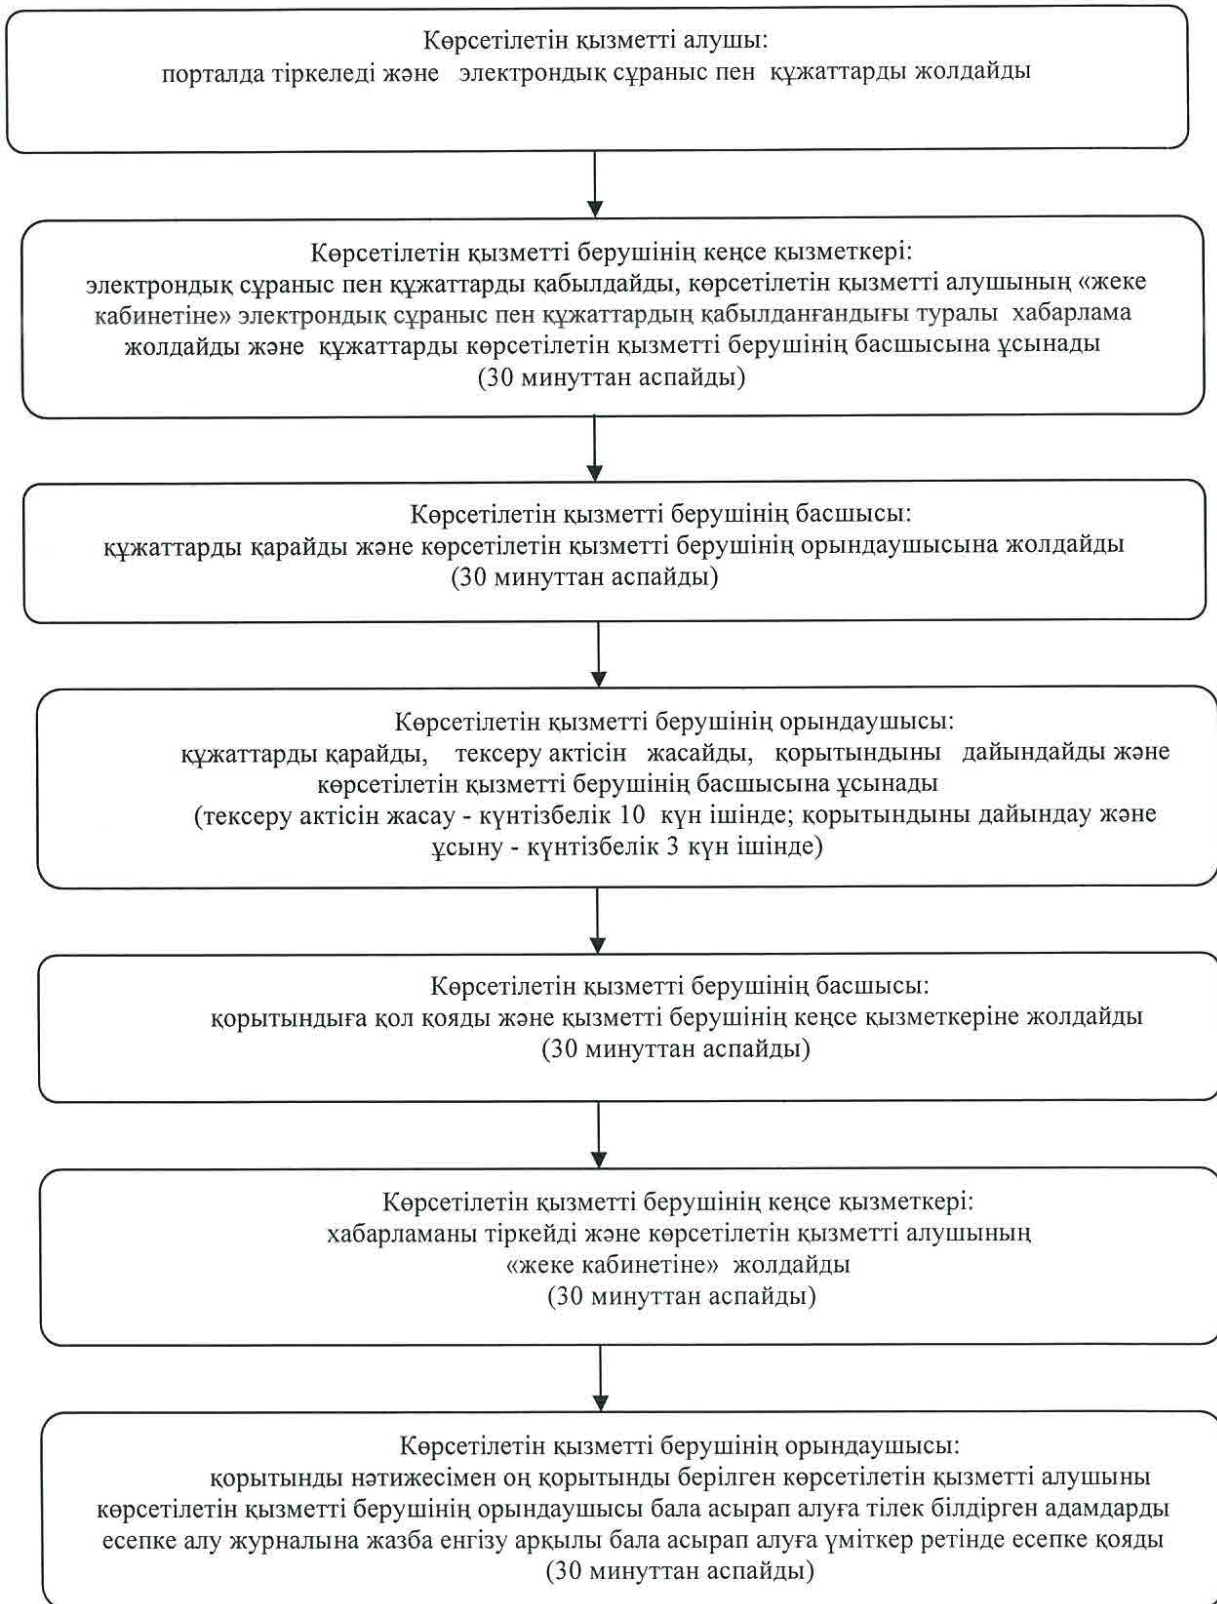 Көрсетілетін қызметті алушы:
порталда тіркеледі және электрондық сұраныс пен құжаттарды жолдайды
Көрсетілетін қызметті берушінің кеңсе қызметкері:
электрондық сұраныс пен құжаттарды қабылдайды, көрсетілетін қызметті алушының «жеке
кабинетіне» электрондық сұраныс пен құжаттардың қабылданғандығы туралы хабарлама
жолдайды және құжаттарды көрсетілетін қызметті берушінің басшысына ұсынады
(30 минуттан аспайды)
Көрсетілетін қызметті берушінің басшысы:
құжаттарды қарайды және көрсетілетін қызметті берушінің орындаушысына жолдайды
(30 минуттан аспайды)
Көрсетілетін қызметті берушінің орындаушысы:
құжаттарды қарайды, тексеру актісін жасайды, қорытындыны дайындайды және
көрсетілетін қызметті берушінің басшысына ұсынады
(тексеру актісін жасау - күнтізбелік 10 күн ішінде; қорытындыны дайындау және
ұсыну - күнтізбелік 3 күн ішінде)
Көрсетілетін қызметті берушінің басшысы:
қорытындыға қол қояды және қызметті берушінің кеңсе қызметкеріне жолдайды
(30 минуттан аспайды)
Көрсетілетін қызметті берушінің кеңсе қызметкері:
хабарламаны тіркейді және көрсетілетін қызметті алушының
«жеке кабинетіне» жолдайды
(30 минуттан аспайды)
Көрсетілетін қызметті берушінің орындаушысы:
қорытынды нәтижесімен оң қорытынды берілген көрсетілетін қызметті алушыны
көрсетілетін қызметті берушінің орындаушысы бала асырап алуға тілек білдірген адамдарды
есепке алу журналына жазба енгізу арқылы бала асырап алуға үміткер ретінде есепке қояды
(30 минуттан аспайды)